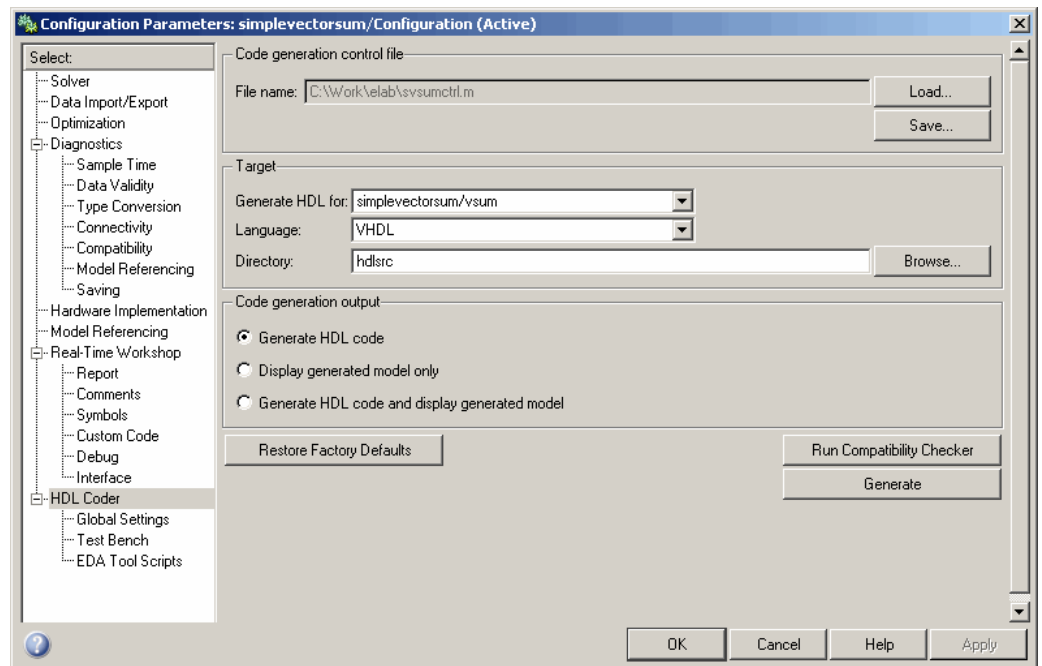 Configuration Parameters: simplevectorsum/Configuration (Active)
Select:
Solver
Data Import/Export
Optimization
Diagnostics
Sample Time
Data Validity
Type Conversion
Connectivity
Compatibility
Model Referencing
Saving
Hardware Implementation
Model Referencing
Real-Time Workshop
Report
Comments
Symbols
Custom Code
Debug
Interface
HDL Coder
Global Settings
Test Bench
EDA Tool Scripts
Code generation control file
File name: C:\Work\elab\svsumctrl.m
Load...
Save...
Target
Generate HDL for: simplevectorsum/vsum
Language: VHDL
Directory: hdlsrc
Browse...
Code generation output
Generate HDL code
Display generated model only
Generate HDL code and display generated model
Restore Factory Defaults
Run Compatibility Checker
Generate
?
OK
Cancel
Help
Apply